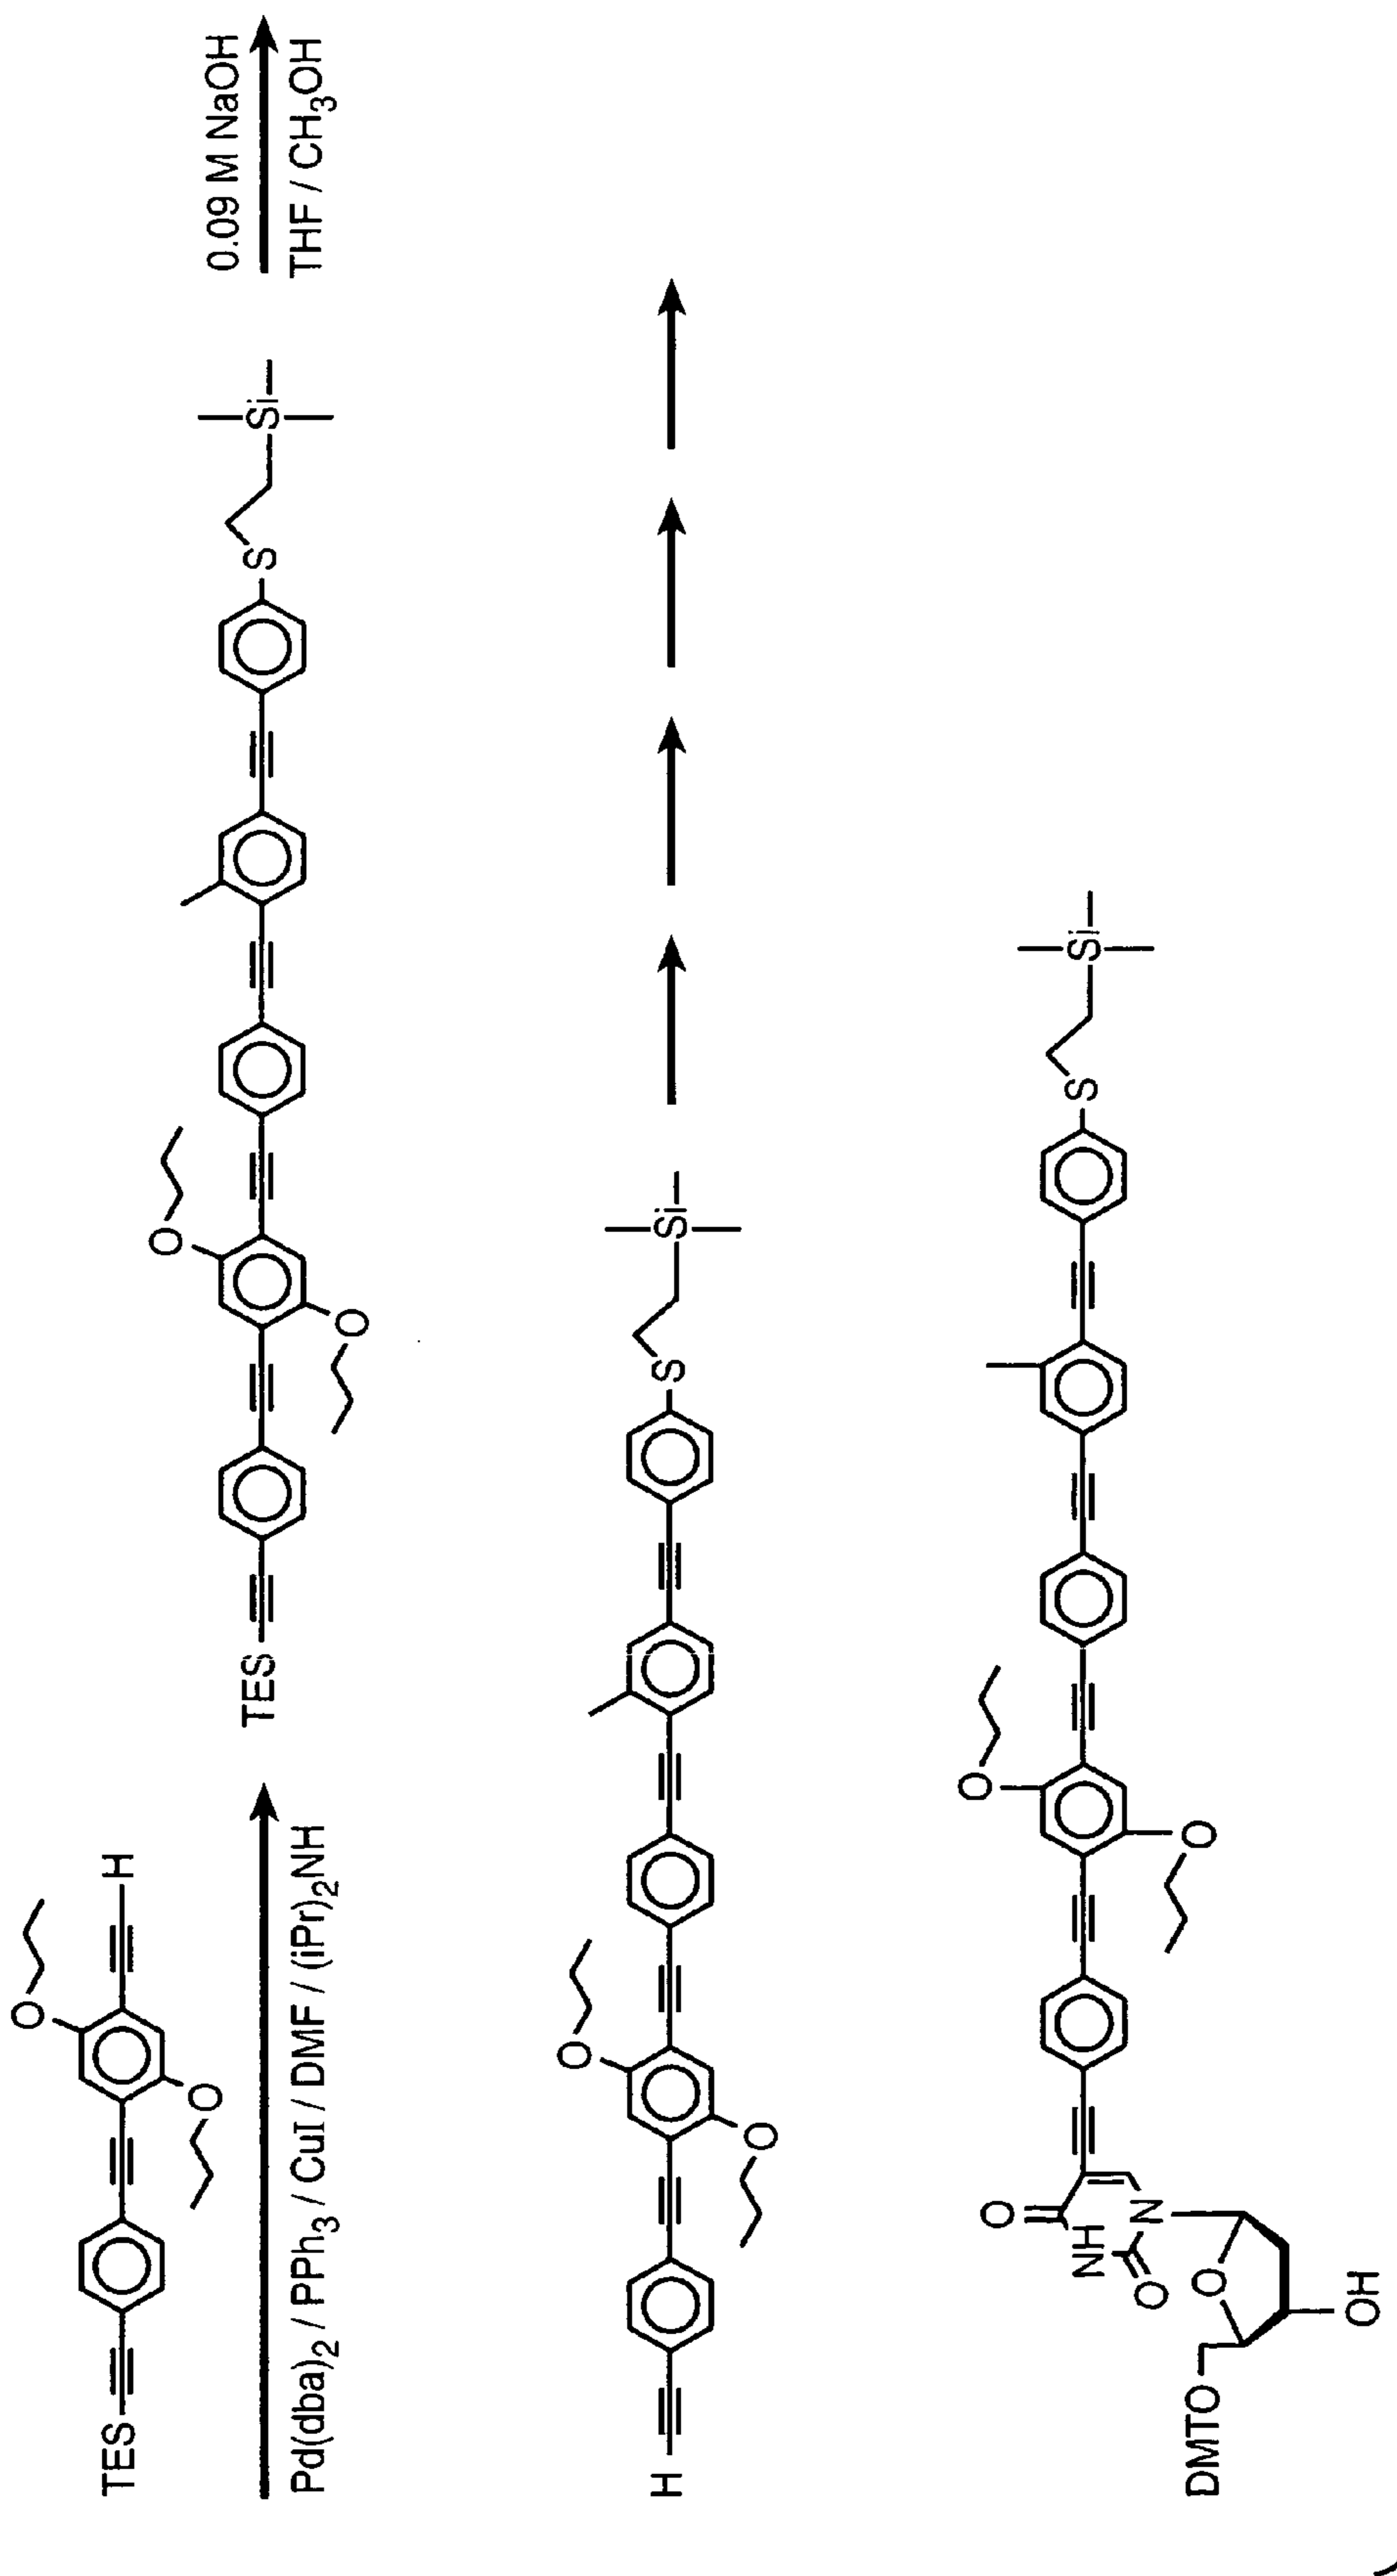 TES
H
O
O
Pd(dba)2 / PPh3 / CuI / DMF / (iPr)2NH
TES
O
O
S
Si
0.09 M NaOH
THF / CH3OH
H
O
O
S
Si
DMTO
O
OH
O
NH
O
N
O
O
S
Si